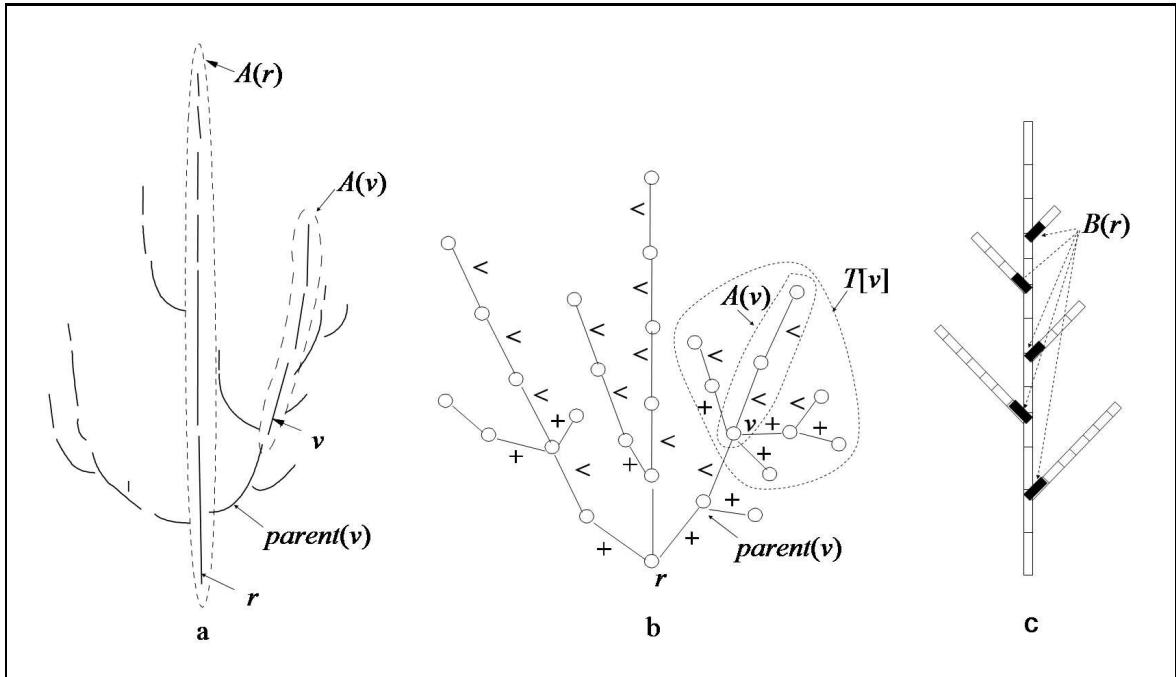 A(r)
A(v)
v
parent(v)
r
a
< < < <
< < < <
< <
+ + + +
A(v)
T[v]
< < < < <
+ + + + +
v
< +
+
parent(v)
r
b
B(r)
c